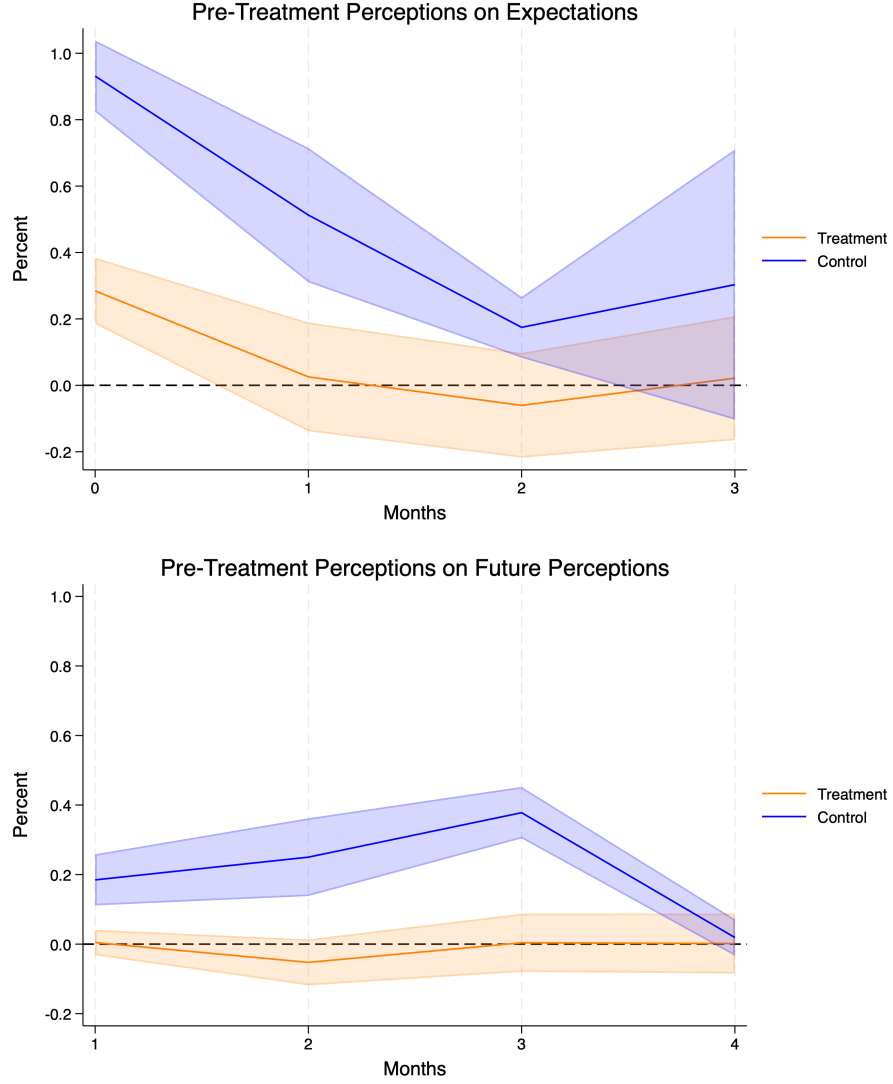 Pre-Treatment Perceptions on Expectations
Percent
1.0
0.8
0.6
0.4
0.2
0.0
-0.2
0 1 2 3
Months
Treatment
Control
Pre-Treatment Perceptions on Future Perceptions
Percent
1.0
0.8
0.6
0.4
0.2
0.0
-0.2
1 2 3 4
Months
Treatment
Control